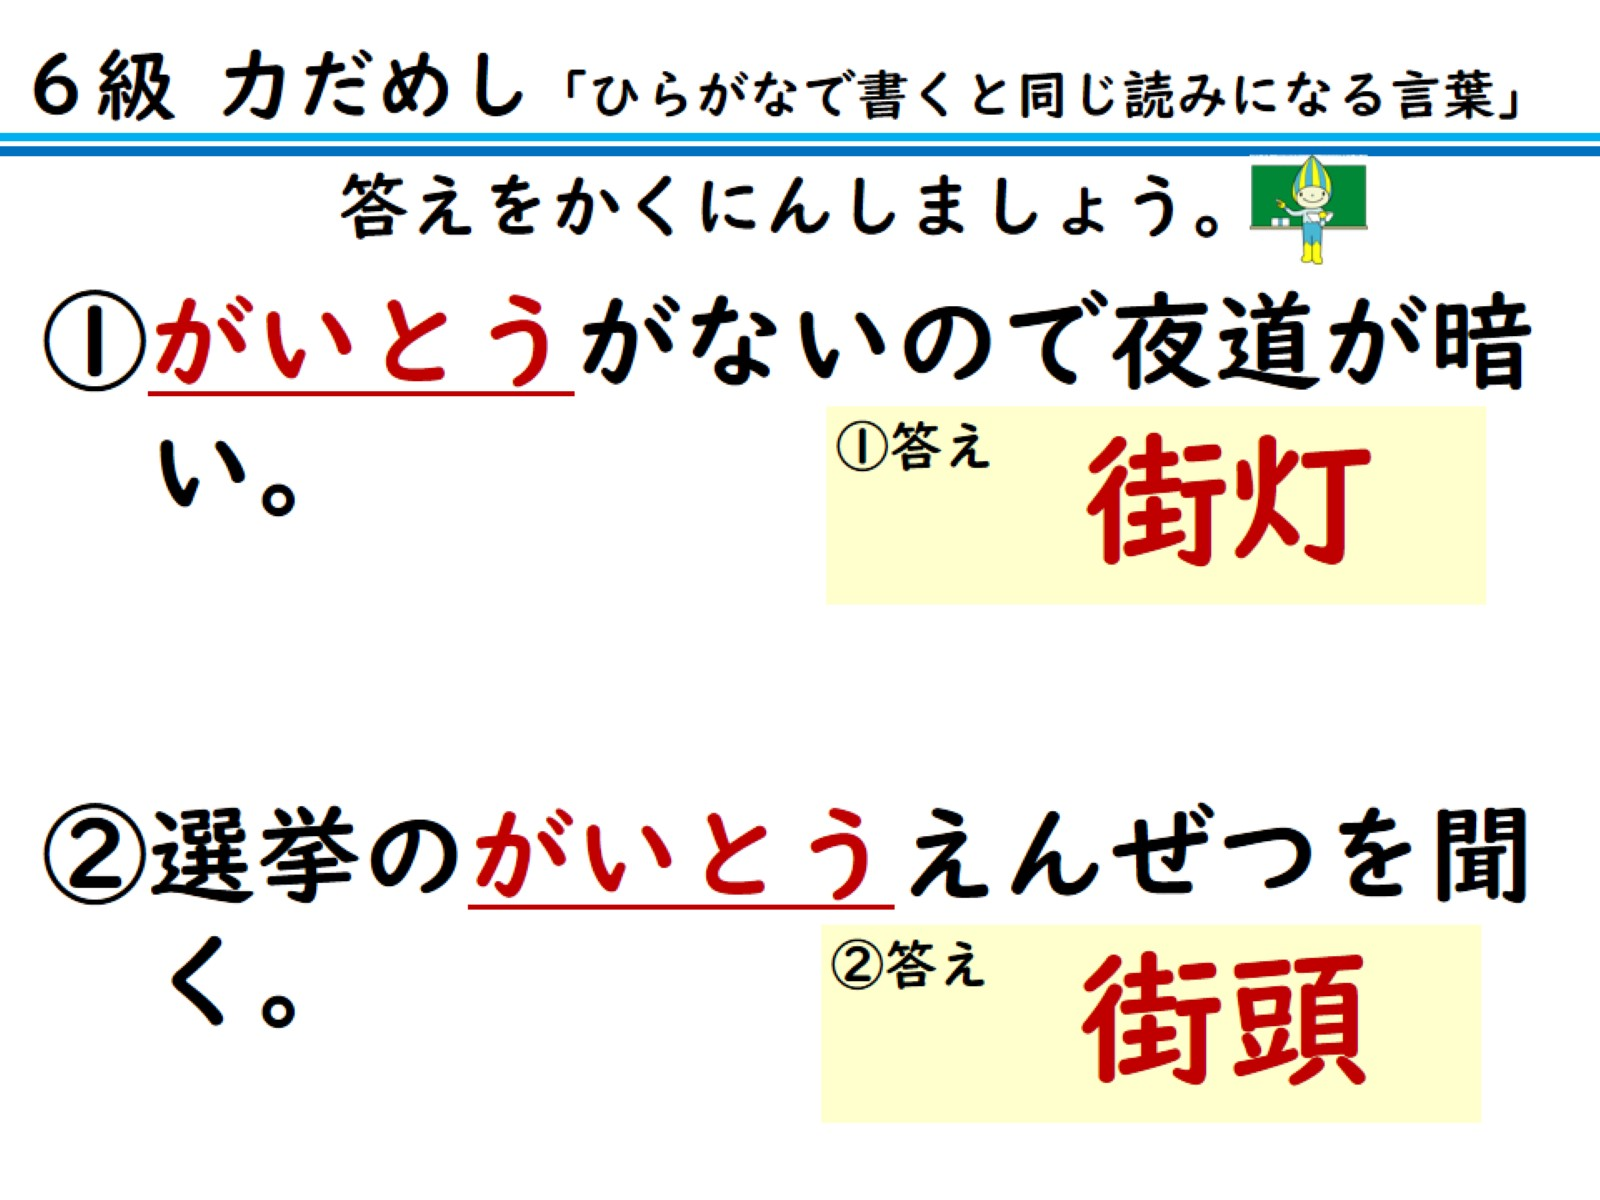 ６級 力だめし「ひらがなで書くと同じ読みになる言葉」
答えをかくにんしましょう。
①がいとうがないので夜道が暗
い。
①答え 街灯
②選挙のがいとうえんぜつを聞
く。
②答え 街頭